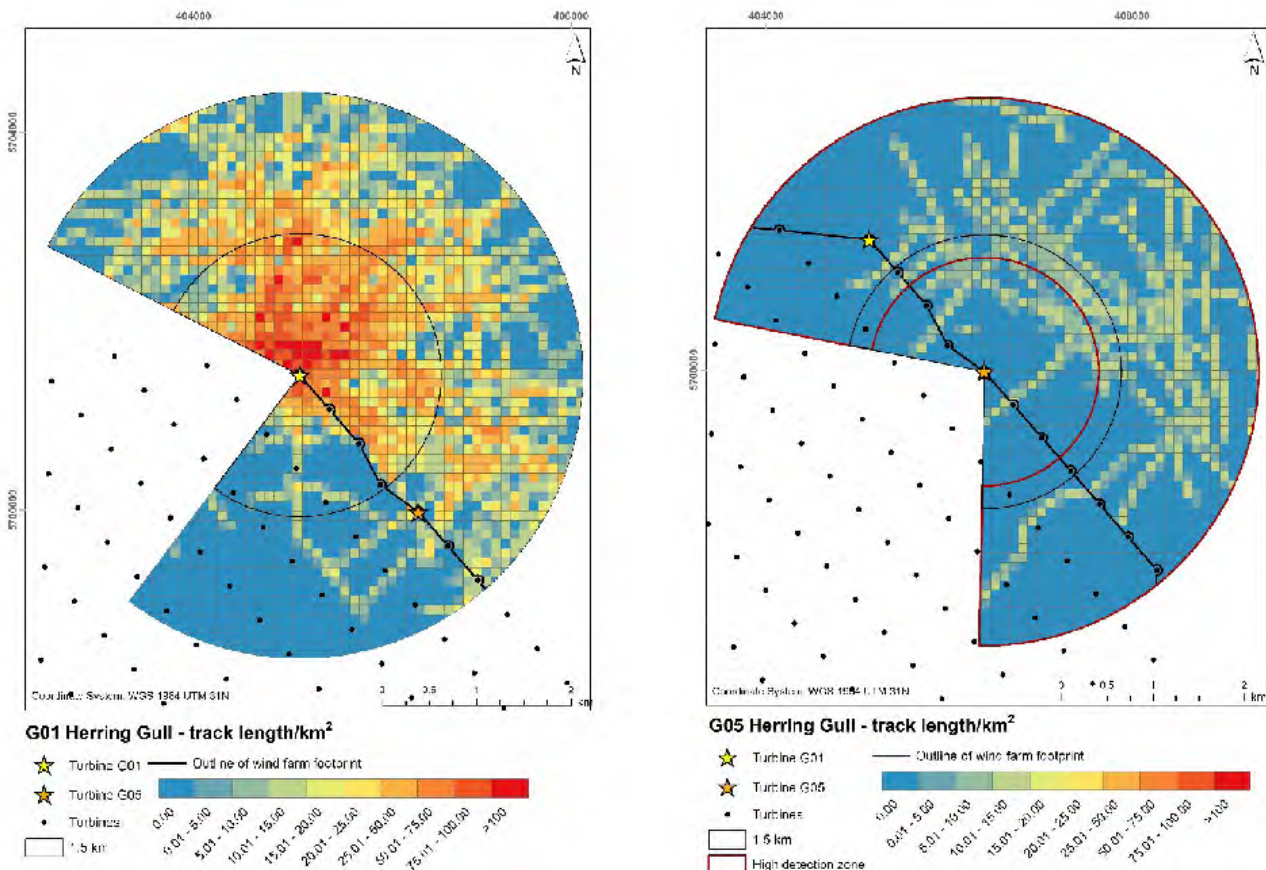 404000
400000
404000
408000
N
N
5704000
5700000
5700000
Coordinate System: WGS 1984 UTM 31N
0 0.5 1 2
km
Coordinate System: WGS 1984 UTM 31N
0 0.5 1 2
km
G01 Herring Gull - track length/km²
Turbine G01
Outline of wind farm footprint
Turbine G05
Turbines
1.5 km
0.00
0.01 - 5.00
5.01 - 10.00
10.01 - 15.00
15.01 - 20.00
20.01 - 25.00
25.01 - 50.00
50.01 - 75.00
75.01 - 100.00
>100
G05 Herring Gull - track length/km²
Turbine G01
Outline of wind farm footprint
Turbine G05
Turbines
1.5 km
High detection zone
0.00
0.01 - 5.00
5.01 - 10.00
10.01 - 15.00
15.01 - 20.00
20.01 - 25.00
25.01 - 50.00
50.01 - 75.00
75.01 - 100.00
>100